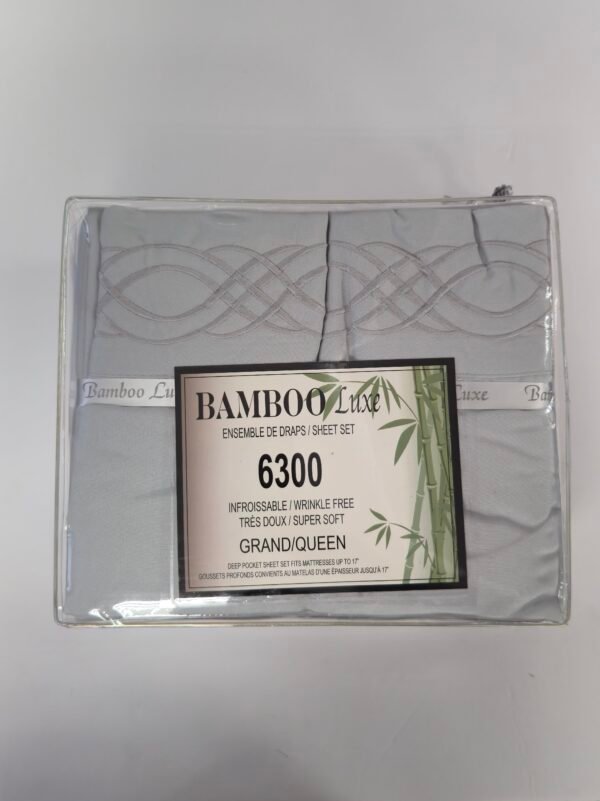 Bamboo Lu
Luxe
Ba
BAMBOO Luxe
ENSEMBLE DE DRAPS / SHEET SET
6300
INFROISSABLE / WRINKLE FREE
TRÈS DOUX / SUPER SOFT
GRAND/QUEEN
DEEP POCKET SHEET SET FITS MATTRESSES UP TO 17"
GOUSSETS PROFONDS CONVIENTS AU MATELAS D'UNE ÉPAISSEUR JUSQU'À 17"